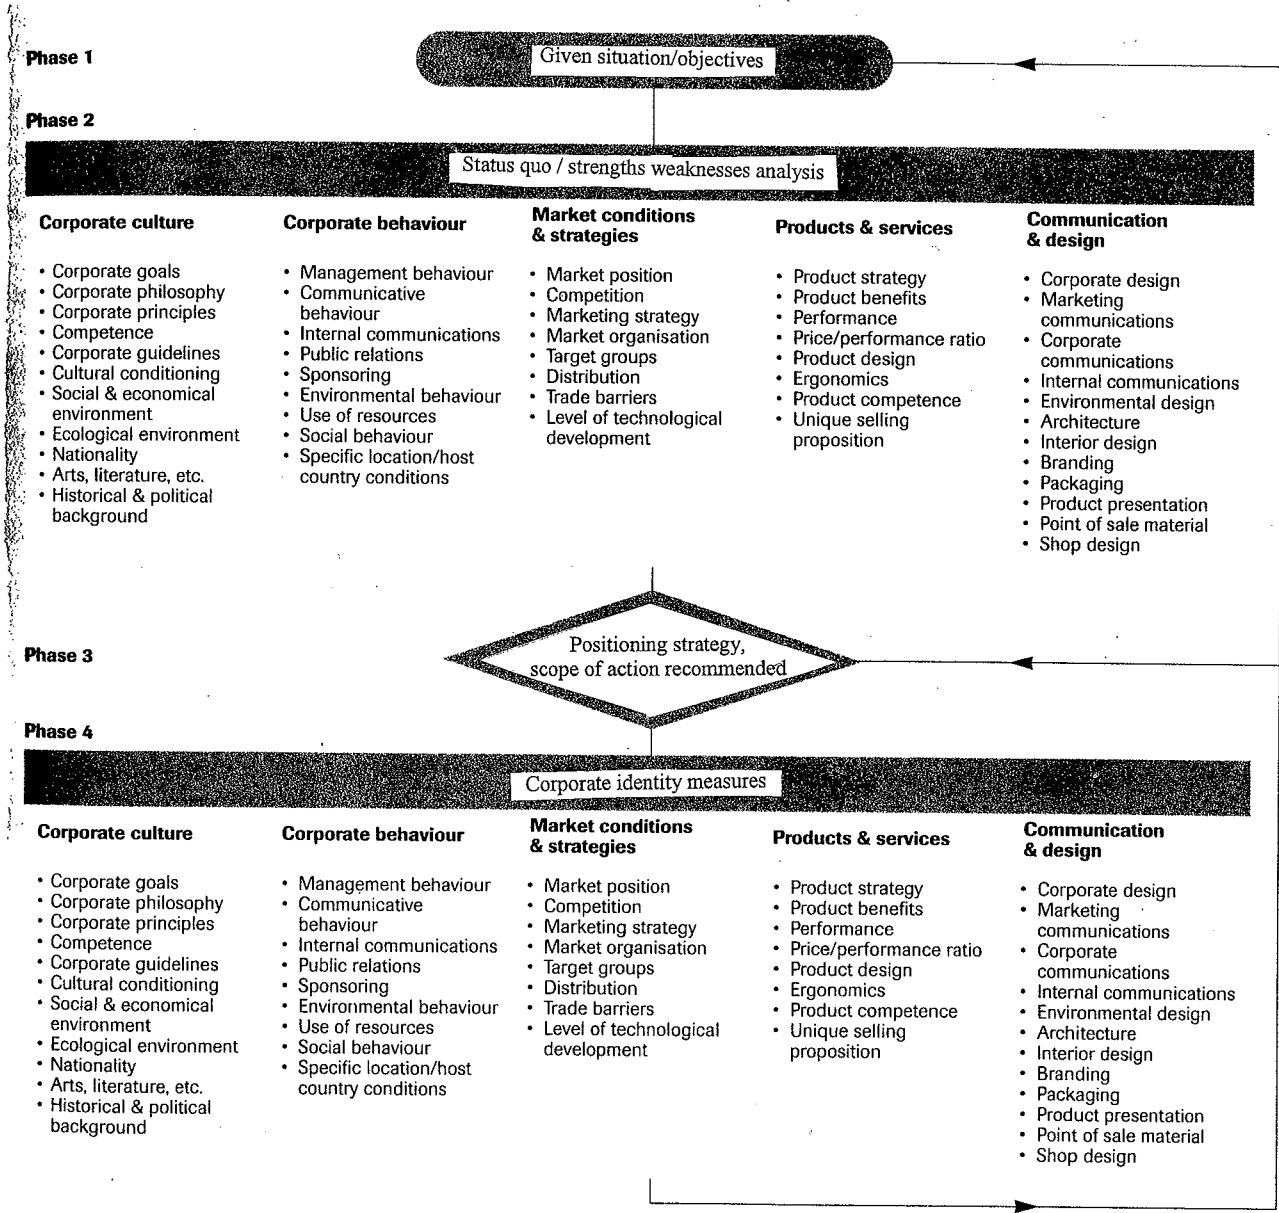 Phase 1
Given situation/objectives
Phase 2
Status quo / strengths weaknesses analysis
Corporate culture
• Corporate goals
• Corporate philosophy
• Corporate principles
• Competence
• Corporate guidelines
• Cultural conditioning
• Social & economical
environment
• Ecological environment
• Nationality
• Arts, literature, etc.
• Historical & political
background
Corporate behaviour
• Management behaviour
• Communicative
behaviour
• Internal communications
• Public relations
• Sponsoring
• Environmental behaviour
• Use of resources
• Social behaviour
• Specific location/host
country conditions
Market conditions
& strategies
• Market position
• Competition
• Marketing strategy
• Market organisation
• Target groups
• Distribution
• Trade barriers
• Level of technological
development
Products & services
• Product strategy
• Product benefits
• Performance
• Price/performance ratio
• Product design
• Ergonomics
• Product competence
• Unique selling
proposition
Communication
& design
• Corporate design
• Marketing
communications
• Corporate
communications
• Internal communications
• Environmental design
• Architecture
• Interior design
• Branding
• Packaging
• Product presentation
• Point of sale material
• Shop design
Phase 3
Positioning strategy,
scope of action recommended
Phase 4
Corporate identity measures
Corporate culture
• Corporate goals
• Corporate philosophy
• Corporate principles
• Competence
• Corporate guidelines
• Cultural conditioning
• Social & economical
environment
• Ecological environment
• Nationality
• Arts, literature, etc.
• Historical & political
background
Corporate behaviour
• Management behaviour
• Communicative
behaviour
• Internal communications
• Public relations
• Sponsoring
• Environmental behaviour
• Use of resources
• Social behaviour
• Specific location/host
country conditions
Market conditions
& strategies
• Market position
• Competition
• Marketing strategy
• Market organisation
• Target groups
• Distribution
• Trade barriers
• Level of technological
development
Products & services
• Product strategy
• Product benefits
• Performance
• Price/performance ratio
• Product design
• Ergonomics
• Product competence
• Unique selling
proposition
Communication
& design
• Corporate design
• Marketing
communications
• Corporate
communications
• Internal communications
• Environmental design
• Architecture
• Interior design
• Branding
• Packaging
• Product presentation
• Point of sale material
• Shop design